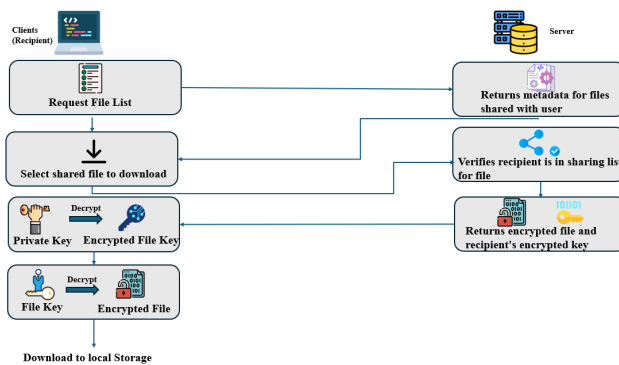 Clients
(Recipient)
Server
Request File List
Returns metadata for files
shared with user
Select shared file to download
Verifies recipient is in sharing list
for file
Decrypt
Private Key
Encrypted File Key
Returns encrypted file and
recipient's encrypted key
Decrypt
File Key
Encrypted File
Download to local Storage